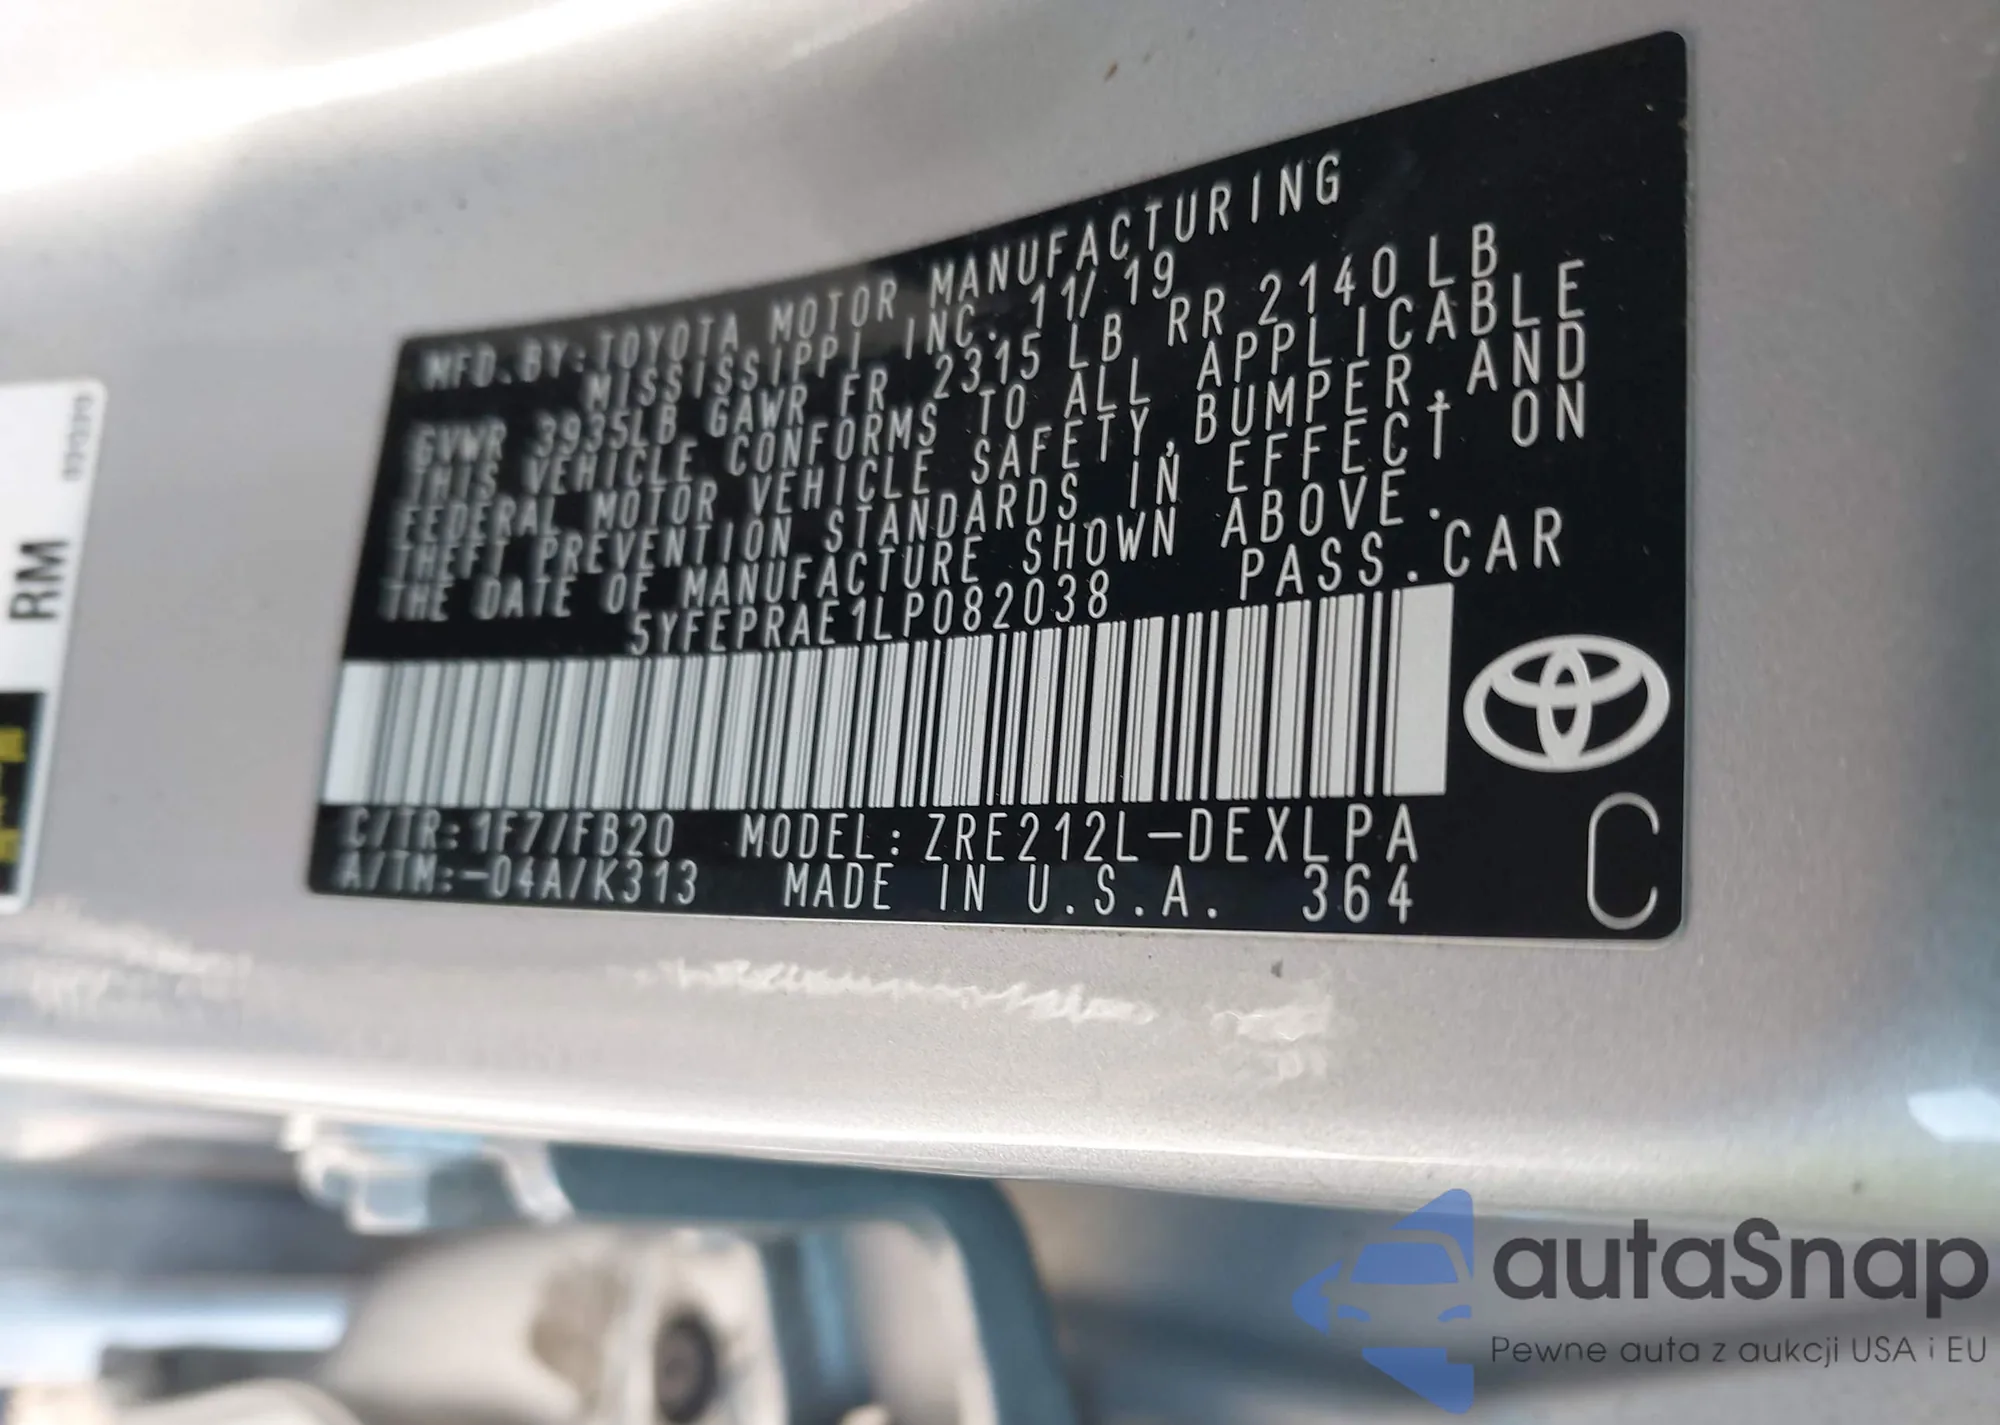 MFD.BY:TOYOTA MOTOR MANUFACTURING
MISSISSIPPI INC. 11/19
GVWR 3935LB GAWR FR 2315 LB RR 2140 LB
THIS VEHICLE CONFORMS TO ALL APPLICABLE
FEDERAL MOTOR VEHICLE SAFETY,BUMPER,AND
THEFT PREVENTION STANDARDS IN EFFECT ON
THE DATE OF MANUFACTURE SHOWN ABOVE.
5YFEPRAE1LP082038 PASS.CAR
C/TR:1F7/FB20 MODEL:ZRE212L-DEXLPA
A/TM:-04A/K313 MADE IN U.S.A. 364
C
RM
autaSnap
Pewne auta z aukcji USA i EU